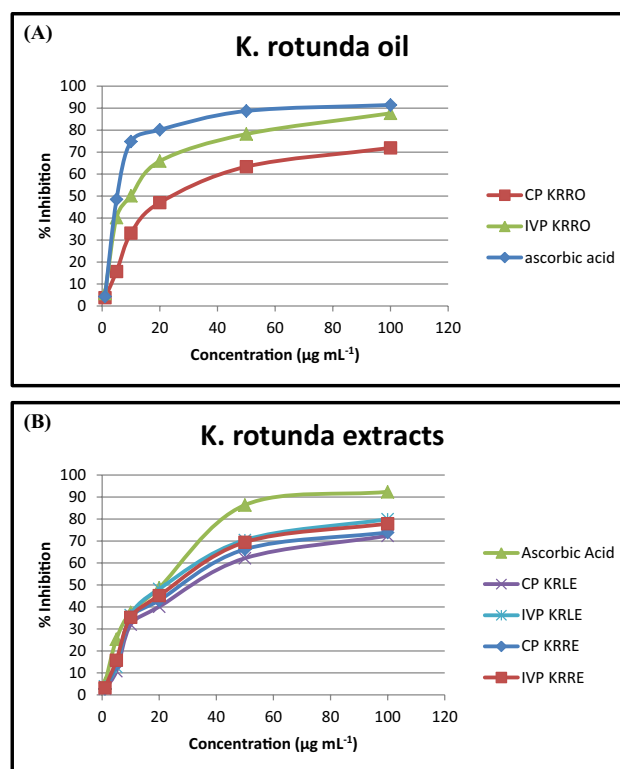 (A)
K. rotunda oil
% Inhibition
100
90
80
70
60
50
40
30
20
10
0
0 20 40 60 80 100 120
Concentration (µg mL-1)
CP KRRO
IVP KRRO
ascorbic acid
(B)
K. rotunda extracts
% Inhibition
100
90
80
70
60
50
40
30
20
10
0
0 20 40 60 80 100 120
Concentration (µg mL-1)
Ascorbic Acid
CP KRLE
IVP KRLE
CP KRRE
IVP KRRE